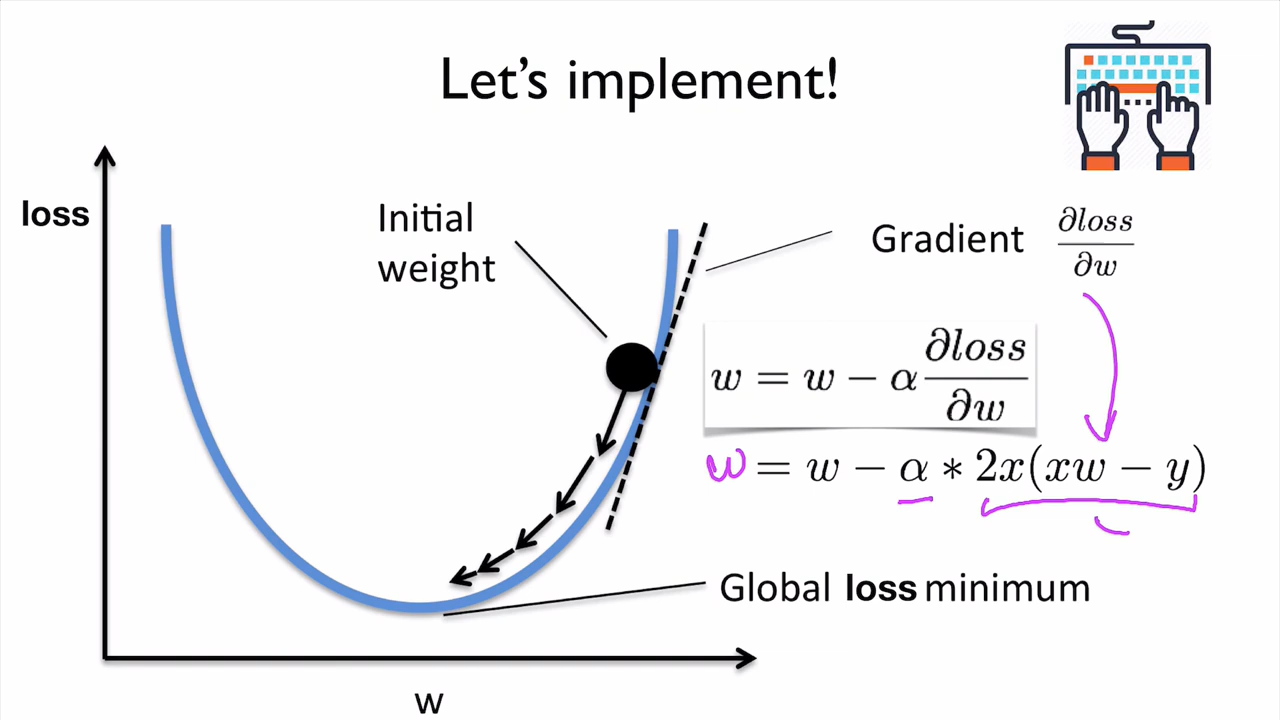 Let's implement!
loss
Initial
weight
Gradient ∂loss/∂w
w = w − α ∂loss/∂w
w = w − α * 2x(xw − y)
Global loss minimum
w